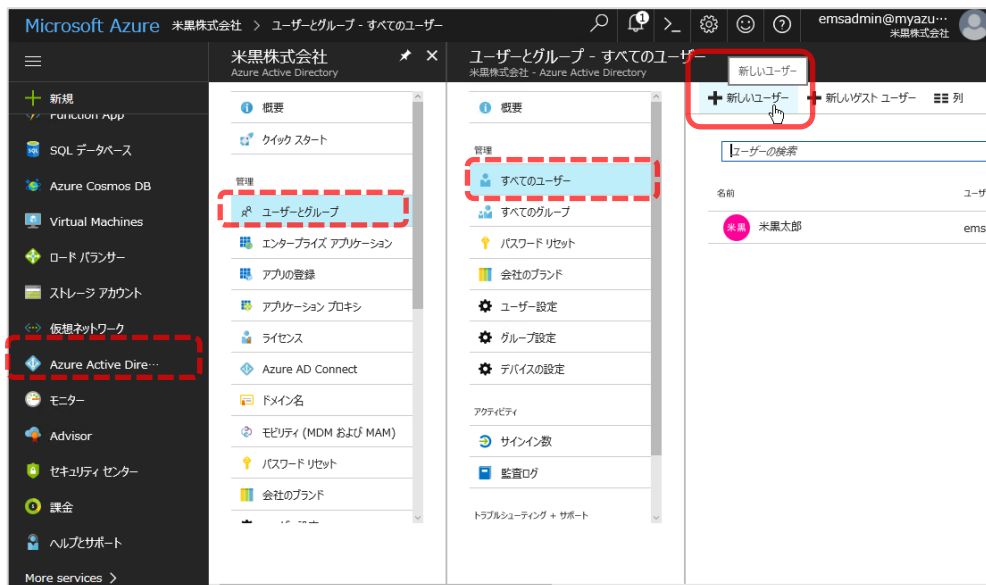 Microsoft Azure 米黒株式会社 > ユーザーとグループ - すべてのユーザー
1
emsadmin@myazu…
米黒株式会社
新規
Function App
SQL データベース
Azure Cosmos DB
Virtual Machines
ロード バランサー
ストレージ アカウント
仮想ネットワーク
Azure Active Dire…
モニター
Advisor
セキュリティ センター
課金
ヘルプとサポート
More services >
米黒株式会社
Azure Active Directory
概要
クイック スタート
管理
ユーザーとグループ
エンタープライズ アプリケーション
アプリの登録
アプリケーション プロキシ
ライセンス
Azure AD Connect
ドメイン名
モビリティ (MDM および MAM)
パスワード リセット
会社のブランド
ユーザーとグループ - すべてのユーザー
米黒株式会社 - Azure Active Directory
概要
管理
すべてのユーザー
すべてのグループ
パスワード リセット
会社のブランド
ユーザー設定
グループ設定
デバイスの設定
アクティビティ
サインイン数
監査ログ
トラブルシューティング + サポート
新しいユーザー
新しいユーザー 新しいゲスト ユーザー 列
ユーザーの検索
名前 ユーザ
米黒 米黒太郎 ems